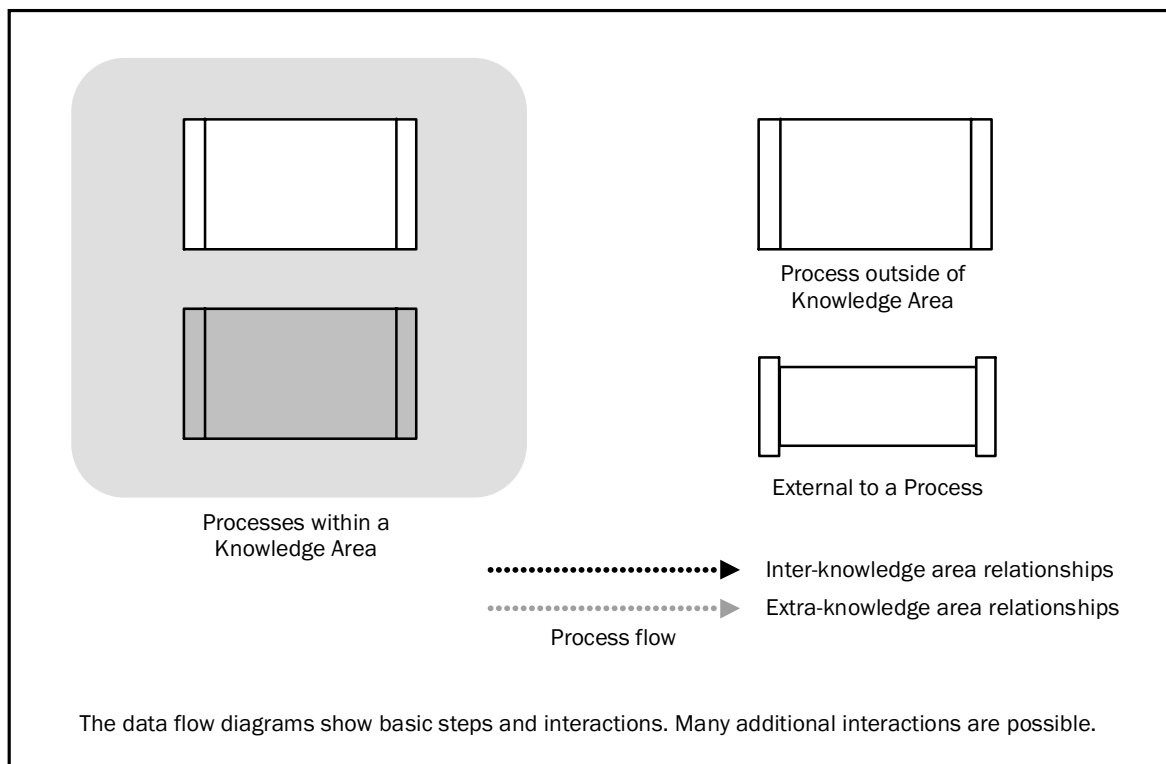 Process outside of
Knowledge Area
External to a Process
Processes within a
Knowledge Area
Inter-knowledge area relationships
Extra-knowledge area relationships
Process flow
The data flow diagrams show basic steps and interactions. Many additional interactions are possible.